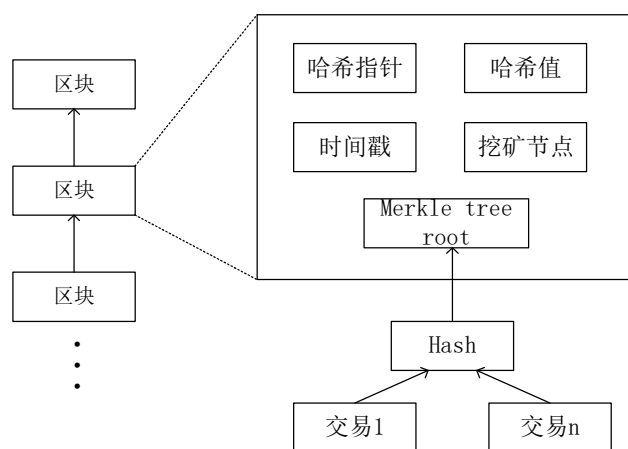 区块
区块
区块
哈希指针
哈希值
时间戳
挖矿节点
Merkle tree
root
Hash
交易1
交易n